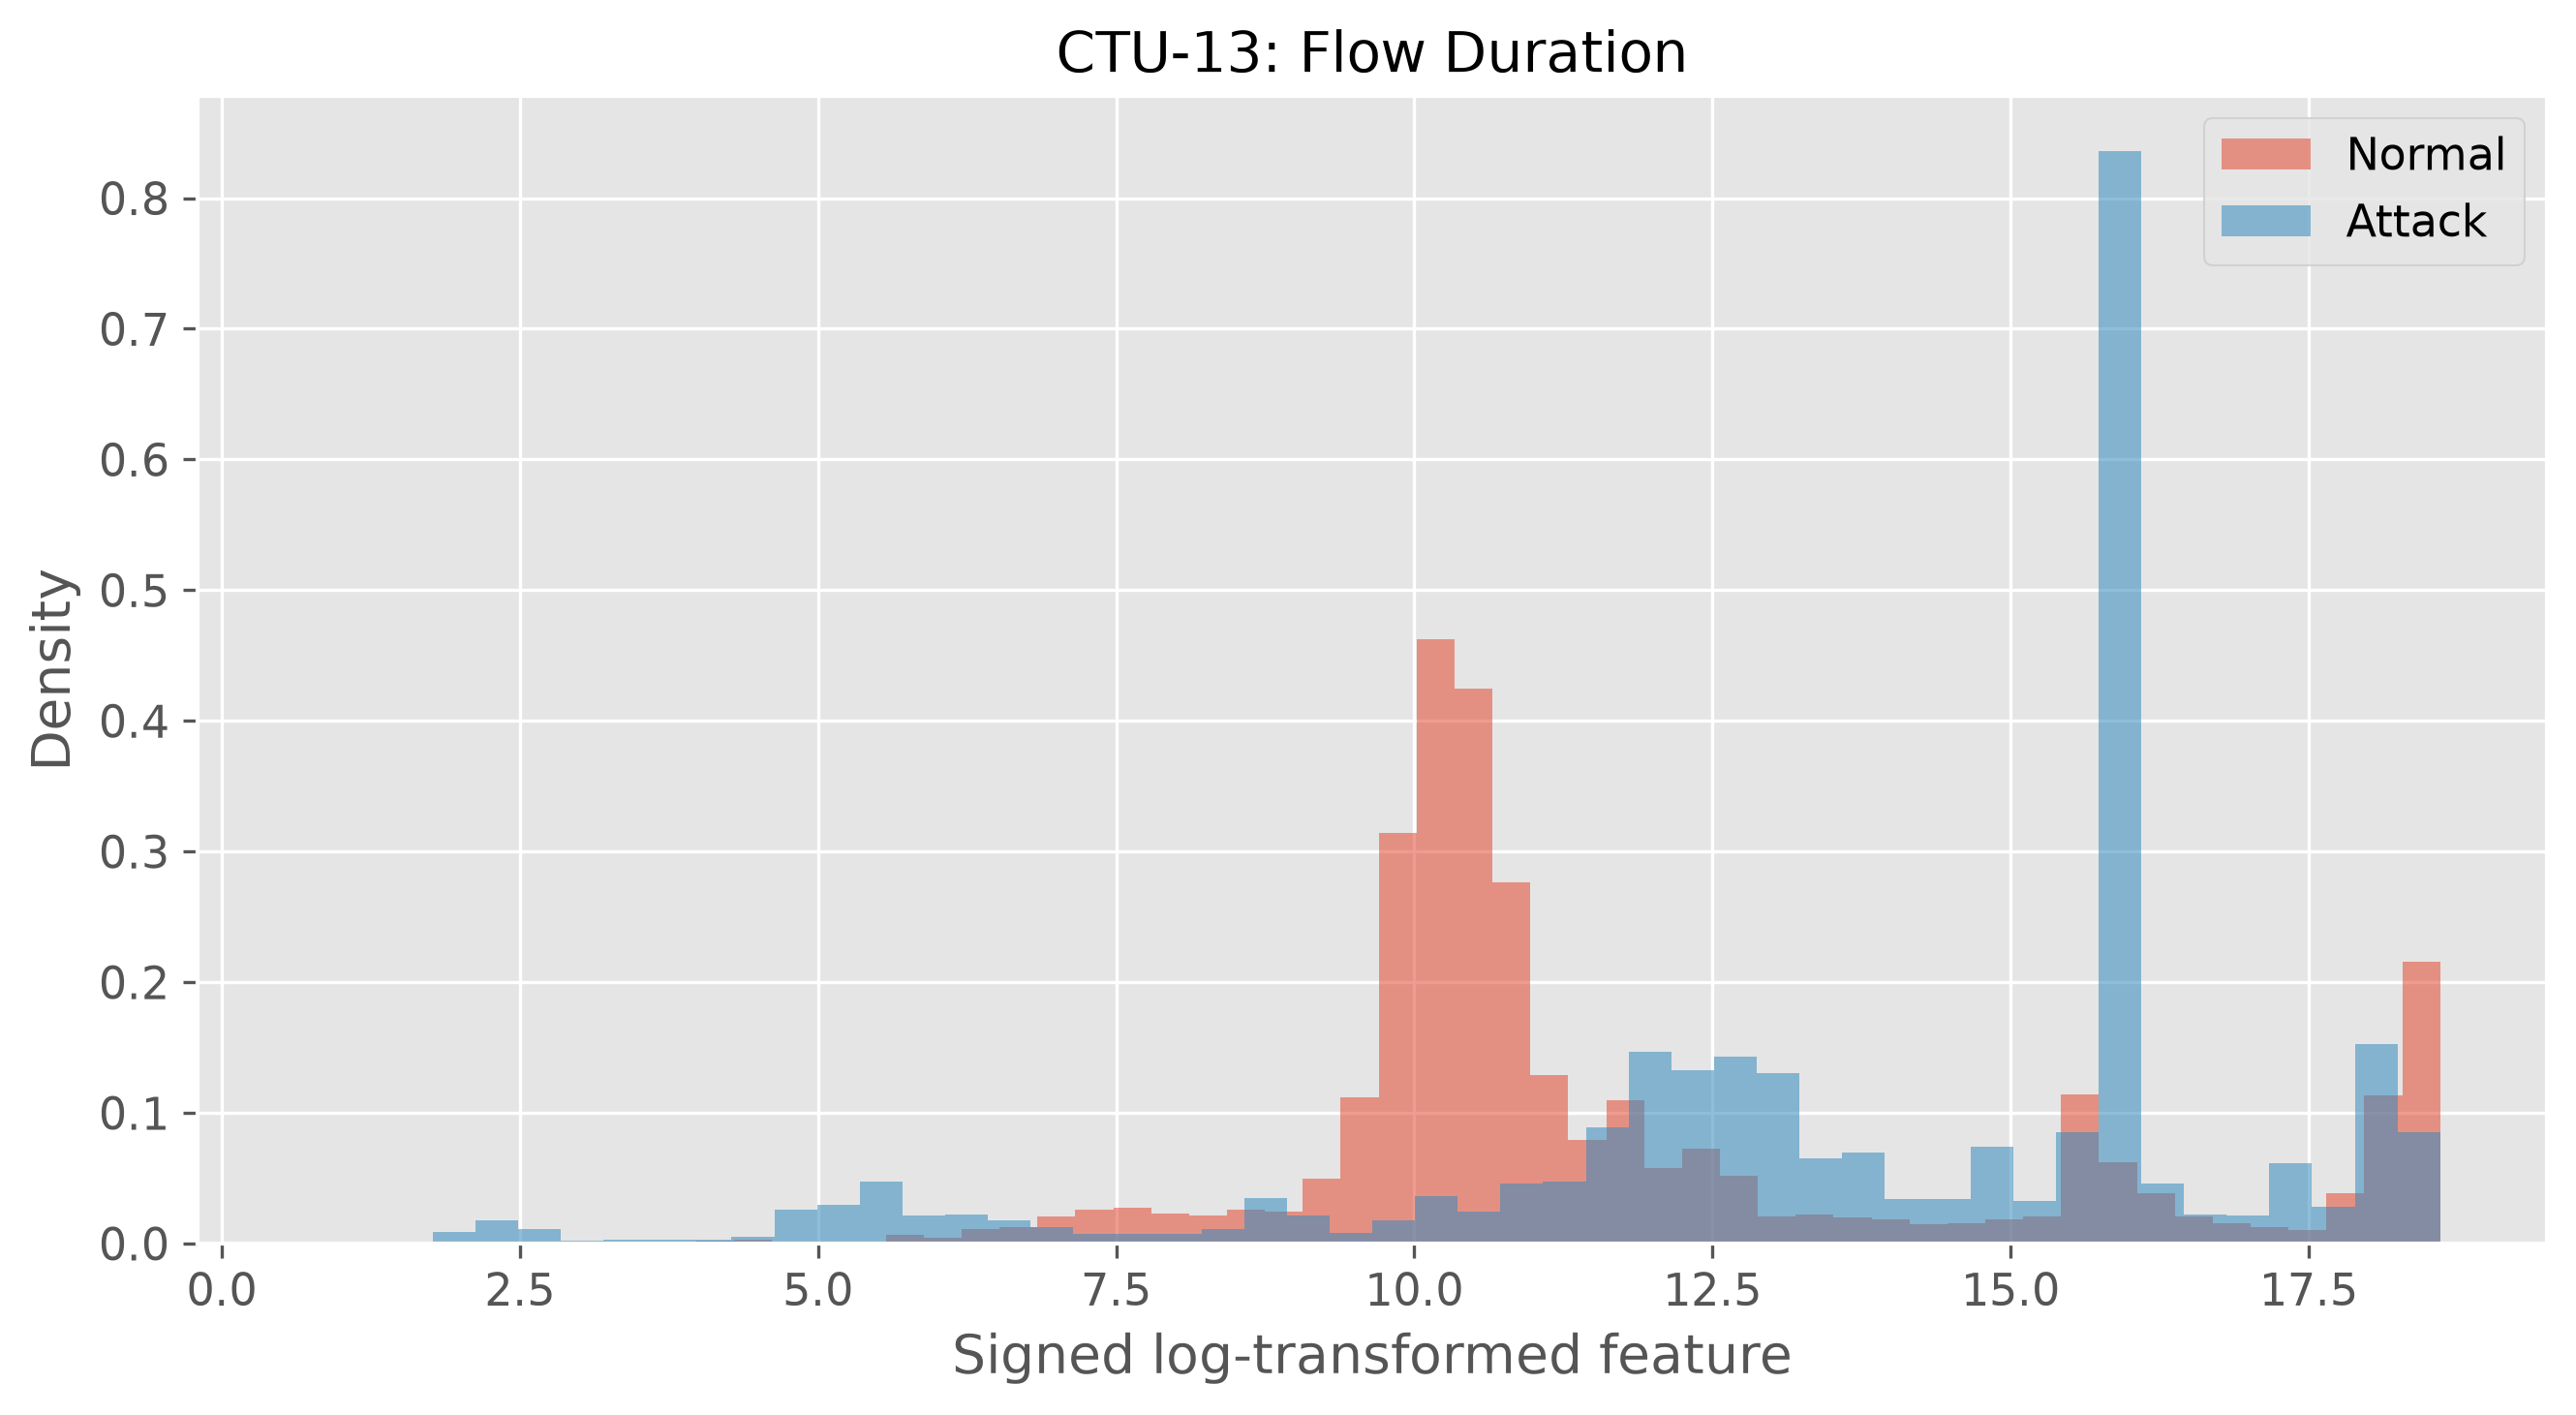 CTU-13: Flow Duration
Normal
Attack
Density
0.8
0.7
0.6
0.5
0.4
0.3
0.2
0.1
0.0
0.0 2.5 5.0 7.5 10.0 12.5 15.0 17.5
Signed log-transformed feature